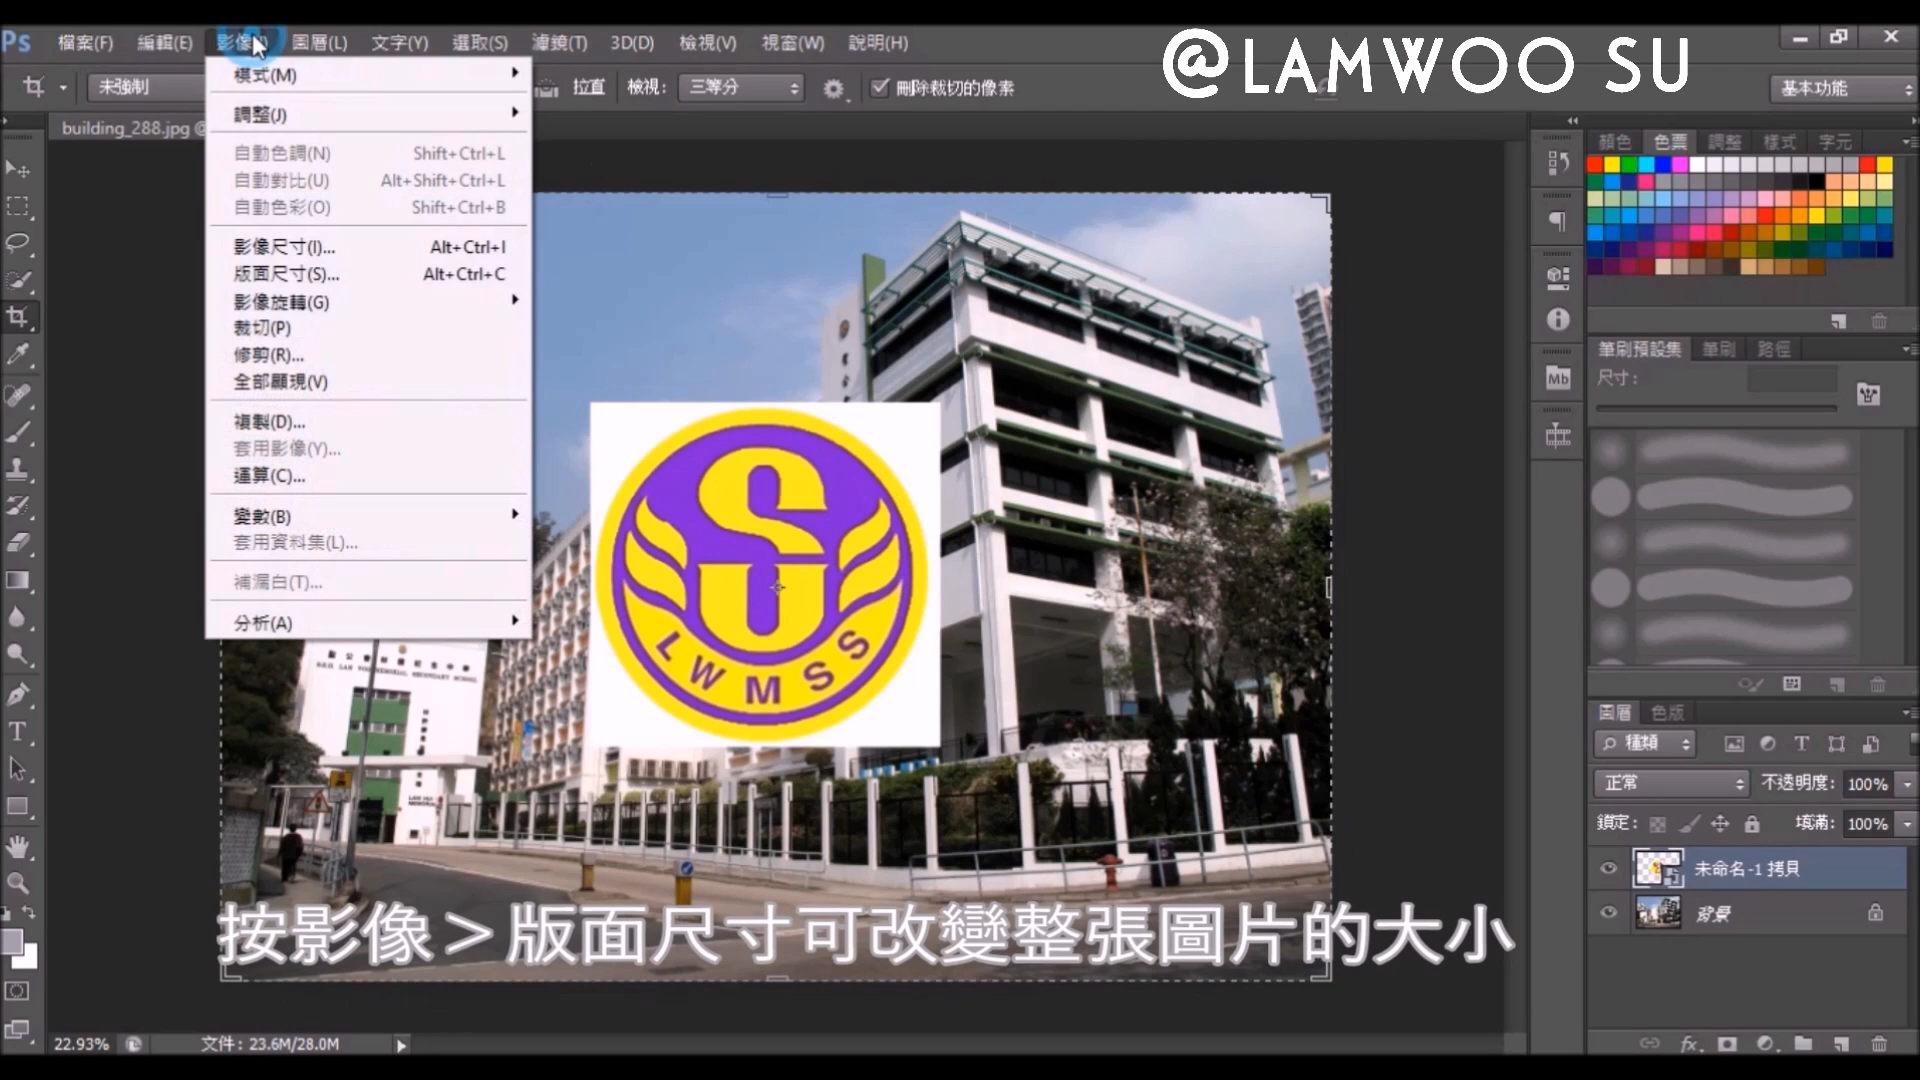 Ps 檔案(F) 編輯(E) 影像(I) 圖層(L) 文字(Y) 選取(S) 濾鏡(T) 3D(D) 檢視(V) 視窗(W) 說明(H)
@LAMWOO SU
未強制 拉直 檢視: 三等分 刪除裁切的像素 基本功能
building_288.jpg @
模式(M)
調整(J)
自動色調(N) Shift+Ctrl+L
自動對比(U) Alt+Shift+Ctrl+L
自動色彩(O) Shift+Ctrl+B
影像尺寸(I)... Alt+Ctrl+I
版面尺寸(S)... Alt+Ctrl+C
影像旋轉(G)
裁切(P)
修剪(R)...
全部顯現(V)
複製(D)...
套用影像(Y)...
運算(C)...
變數(B)
套用資料集(L)...
補漏白(T)...
分析(A)
顏色 色票 調整 樣式 字元
筆刷預設集 筆刷 路徑
尺寸:
Mb
SU
LWMSS
圖層 色版
種類
正常 不透明度: 100%
鎖定: 填滿: 100%
未命名-1 拷貝
背景
按影像＞版面尺寸可改變整張圖片的大小
22.93% 文件: 23.6M/28.0M
fx